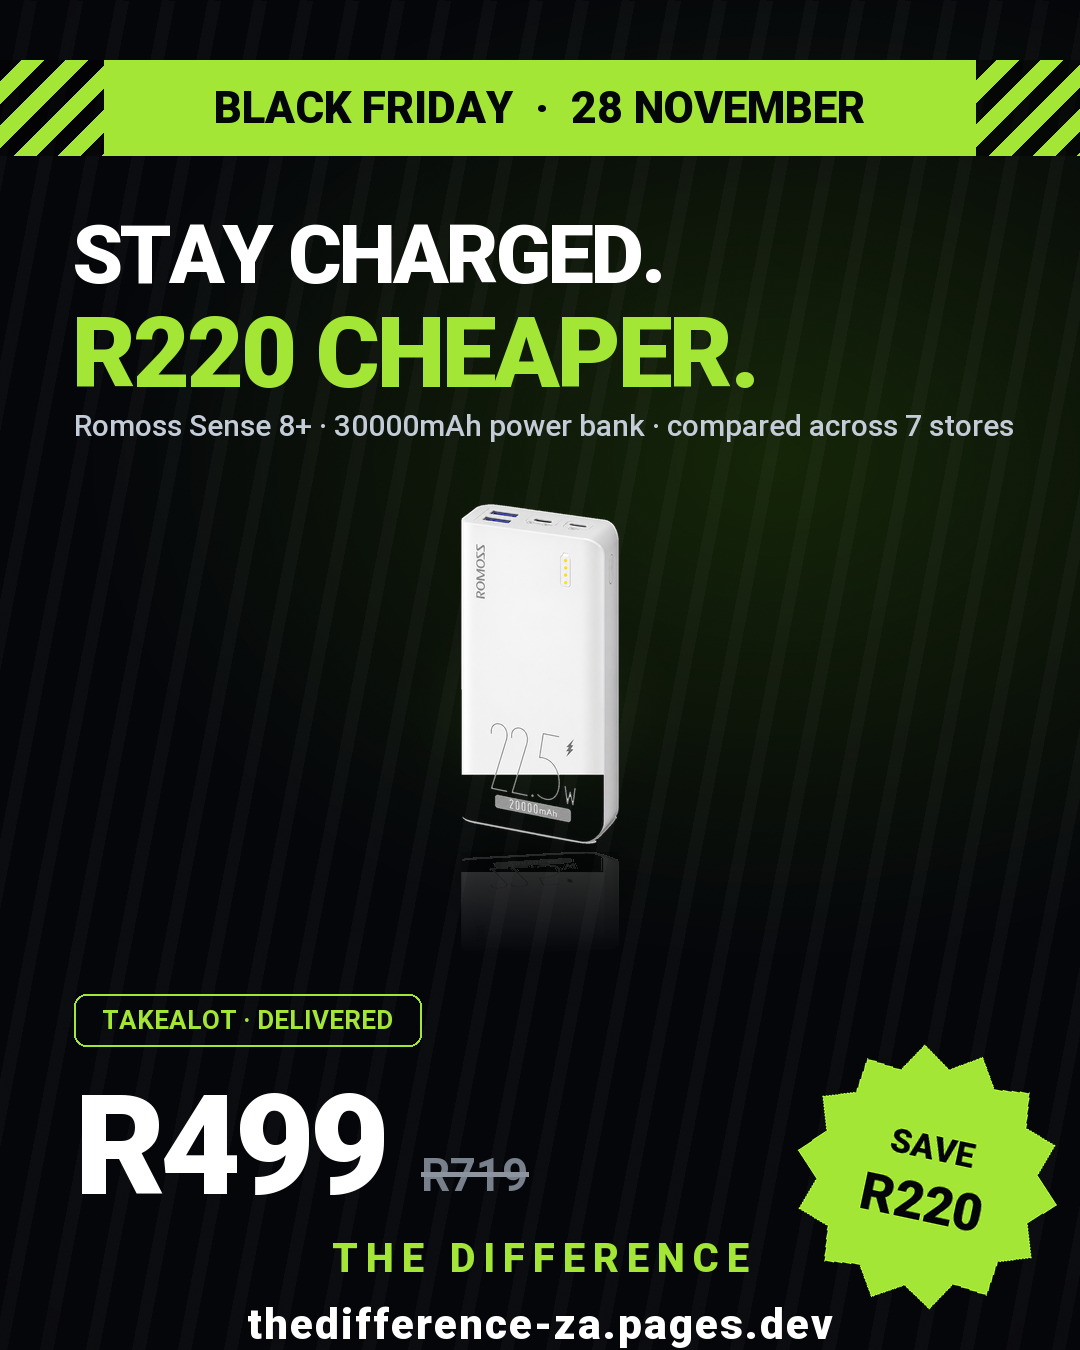 BLACK FRIDAY · 28 NOVEMBER
STAY CHARGED.
R220 CHEAPER.
Romoss Sense 8+ · 30000mAh power bank · compared across 7 stores
ROMOSS
22.5W
20000mAh
TAKEALOT · DELIVERED
R499 R719
SAVE
R220
THE DIFFERENCE
thedifference-za.pages.dev